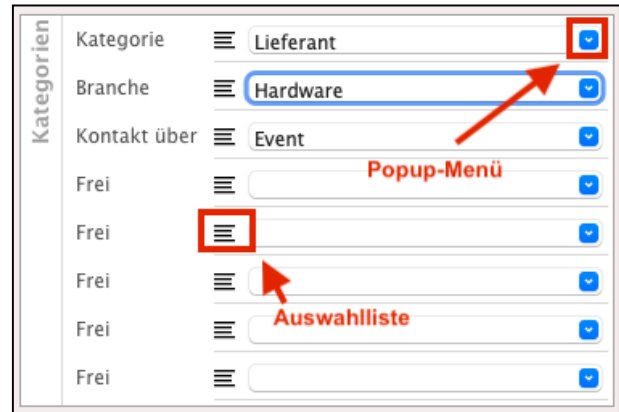 Kategorien
Kategorie Lieferant
Branche Hardware
Kontakt über Event
Popup-Menü
Frei
Frei
Frei
Auswahlliste
Frei
Frei